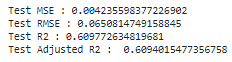 Test MSE : 0.004235598377226902
Test RMSE : 0.0650814749158845
Test R2 : 0.609772634819681
Test Adjusted R2 :  0.6094015477356758